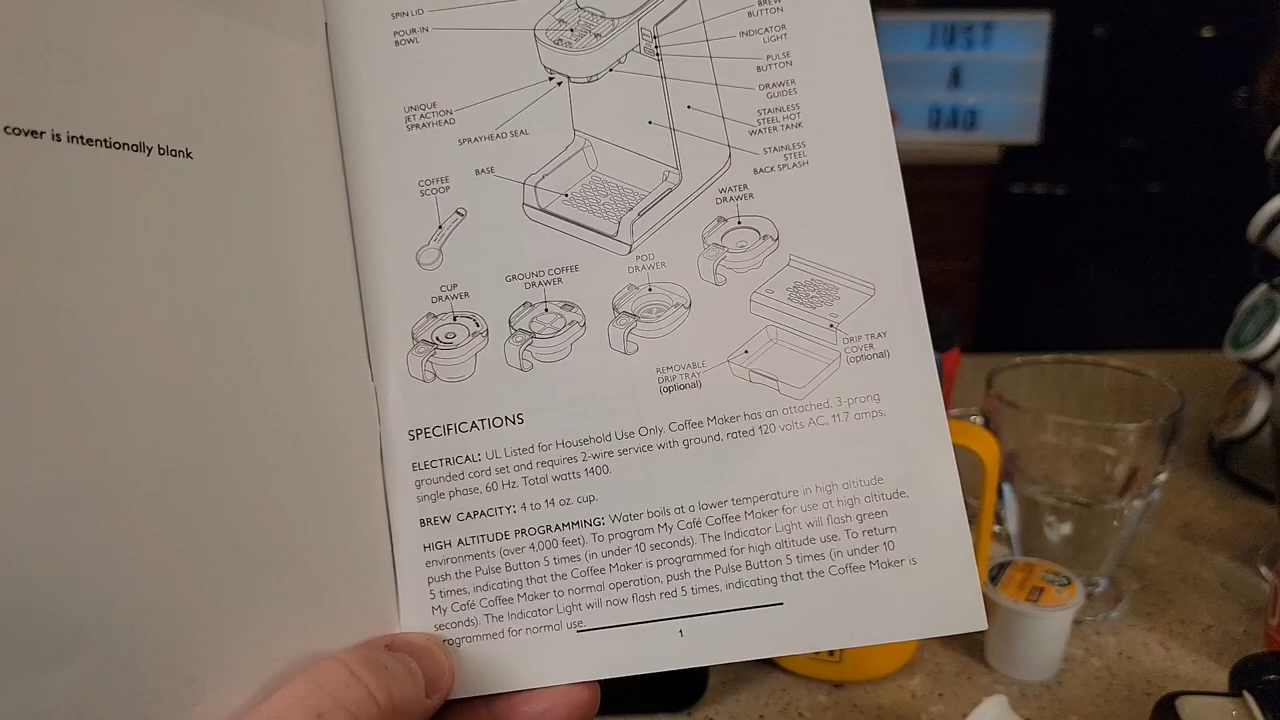 cover is intentionally blank
SPIN LID
POUR-IN
BOWL
UNIQUE
JET ACTION
SPRAYHEAD
SPRAYHEAD SEAL
BASE
BREW
BUTTON
INDICATOR
LIGHT
PULSE
BUTTON
DRAWER
GUIDES
STAINLESS
STEEL HOT
WATER TANK
STAINLESS
STEEL
BACK SPLASH
COFFEE
SCOOP
WATER
DRAWER
CUP
DRAWER
GROUND COFFEE
DRAWER
POD
DRAWER
REMOVABLE
DRIP TRAY
(optional)
DRIP TRAY
COVER
(optional)
SPECIFICATIONS
ELECTRICAL: UL Listed for Household Use Only. Coffee Maker has an attached, 3-prong
grounded cord set and requires 2-wire service with ground, rated 120 volts AC, 11.7 amps,
single phase, 60 Hz. Total watts 1400.
BREW CAPACITY: 4 to 14 oz. cup.
HIGH ALTITUDE PROGRAMMING: Water boils at a lower temperature in high altitude
environments (over 4,000 feet). To program My Café Coffee Maker for use at high altitude,
push the Pulse Button 5 times (in under 10 seconds). The Indicator Light will flash green
5 times, indicating that the Coffee Maker is programmed for high altitude use. To return
My Café Coffee Maker to normal operation, push the Pulse Button 5 times (in under 10
seconds). The Indicator Light will now flash red 5 times, indicating that the Coffee Maker is
rogrammed for normal use.
1
JUST
A
DAD